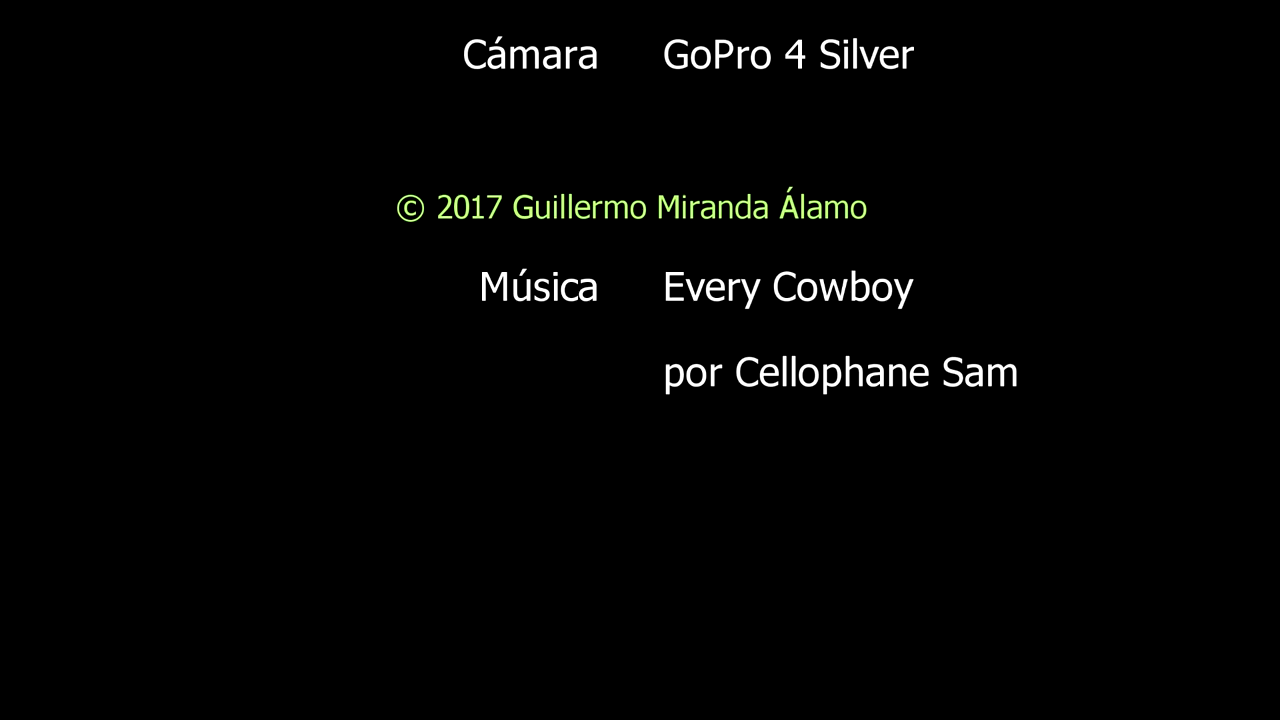 Cámara GoPro 4 Silver
© 2017 Guillermo Miranda Álamo
Música Every Cowboy
por Cellophane Sam